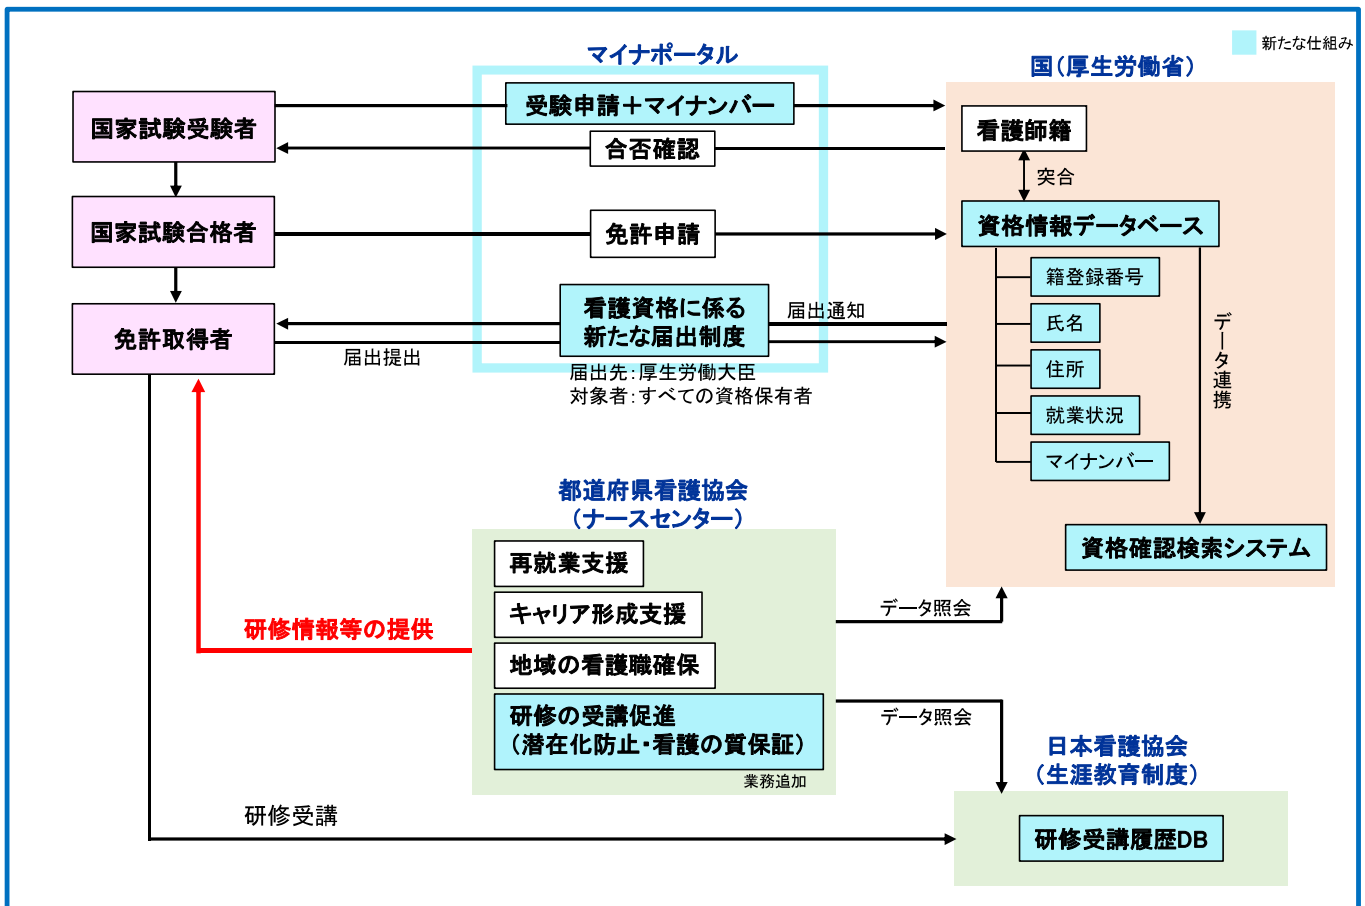 新たな仕組み
マイナポータル
国(厚生労働省)
国家試験受験者
受験申請+マイナンバー
合否確認
看護師籍
突合
国家試験合格者
免許申請
資格情報データベース
籍登録番号
氏名
住所
就業状況
マイナンバー
データ連携
資格確認検索システム
免許取得者
看護資格に係る
新たな届出制度
届出通知
届出提出
届出先:厚生労働大臣
対象者:すべての資格保有者
都道府県看護協会
(ナースセンター)
再就業支援
キャリア形成支援
地域の看護職確保
研修の受講促進
(潜在化防止・看護の質保証)
業務追加
研修情報等の提供
データ照会
データ照会
日本看護協会
(生涯教育制度)
研修受講
研修受講履歴DB